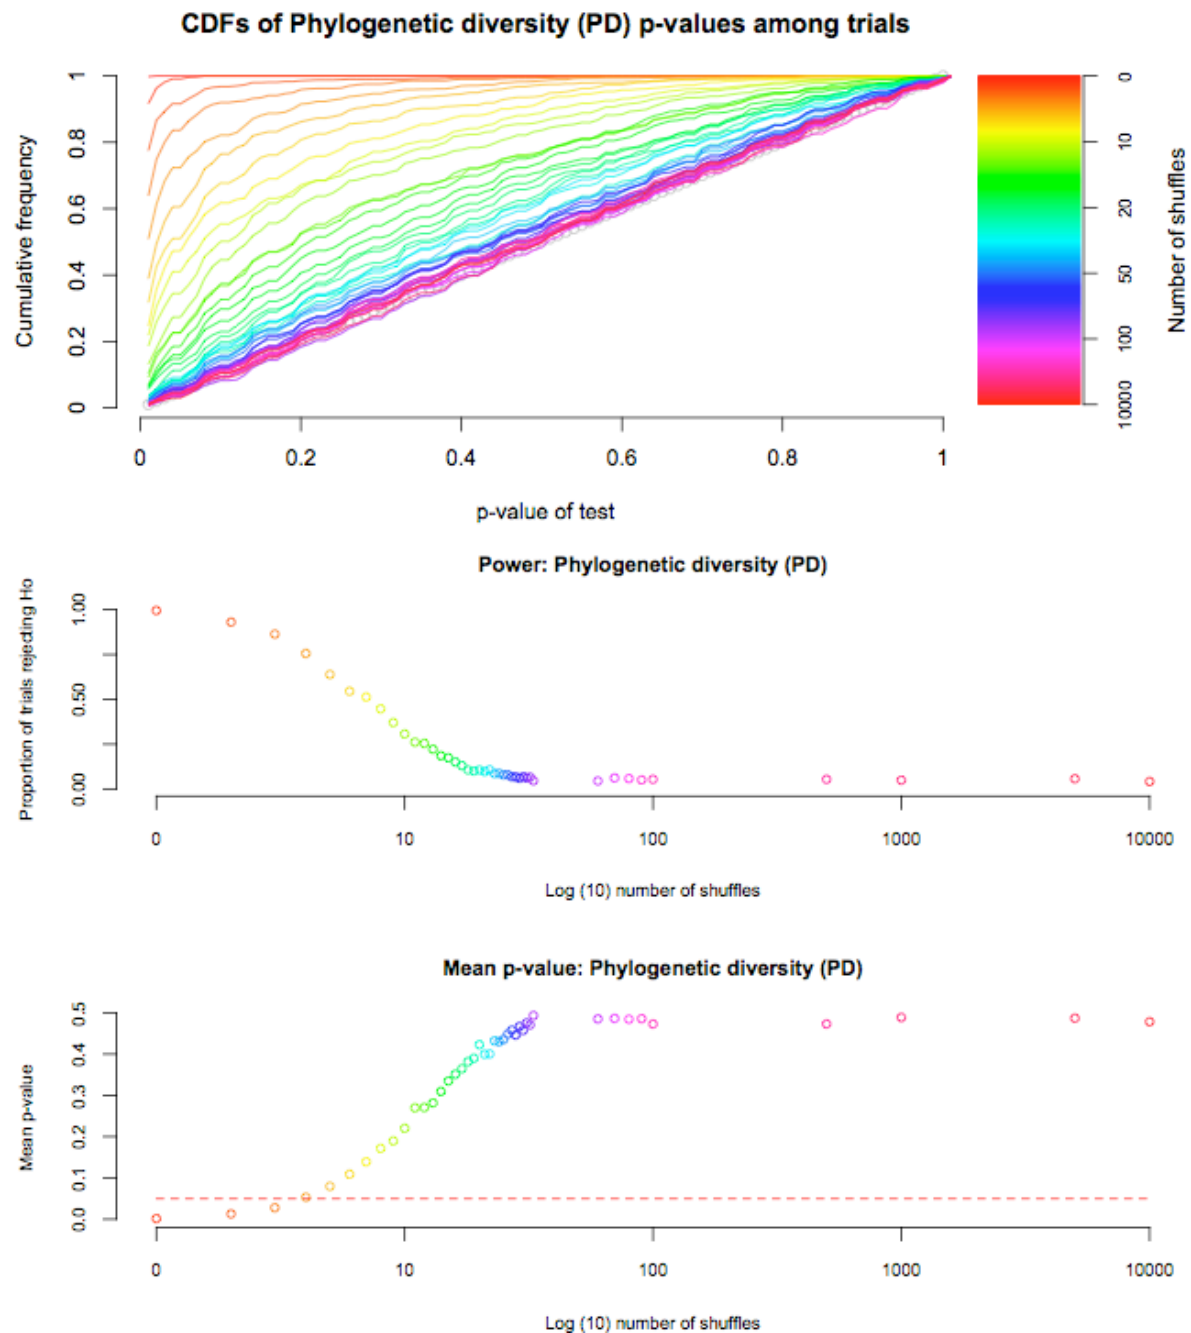 CDFs of Phylogenetic diversity (PD) p-values among trials
Cumulative frequency
1
0.8
0.6
0.4
0.2
0
0 0.2 0.4 0.6 0.8 1
p-value of test
0
10
20
50
100
10000
Number of shuffles
Power: Phylogenetic diversity (PD)
Proportion of trials rejecting Ho
1.00
0.50
0.00
0 10 100 1000 10000
Log (10) number of shuffles
Mean p-value: Phylogenetic diversity (PD)
Mean p-value
0.5
0.4
0.3
0.2
0.1
0.0
0 10 100 1000 10000
Log (10) number of shuffles